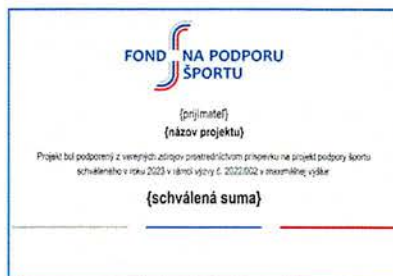 FOND NA PODPORU
ŠPORTU
{prijímateľ}
{názov projektu}
Projekt bol podporený z verejných zdrojov prostredníctvom príspevku na projekt podpory športu
schváleného v roku 2023 v rámci výzvy č. 2022/002 v maximálnej výške
{schválená suma}